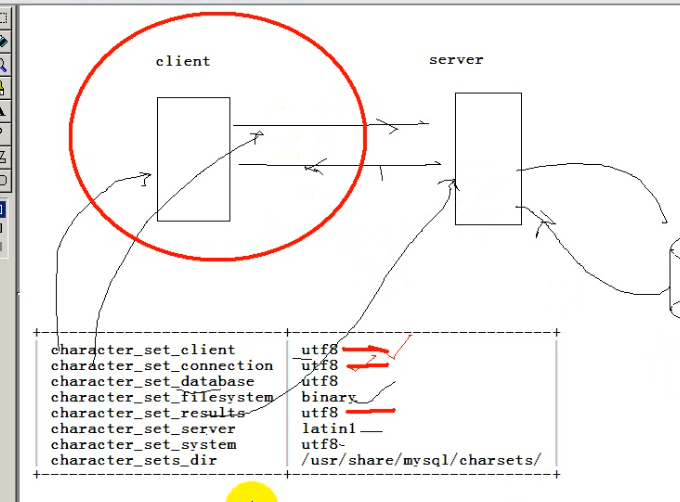 client
server
character_set_client utf8
character_set_connection utf8
character_set_database utf8
character_set_filesystem binary
character_set_results utf8
character_set_server latin1
character_set_system utf8
character_sets_dir /usr/share/mysql/charsets/